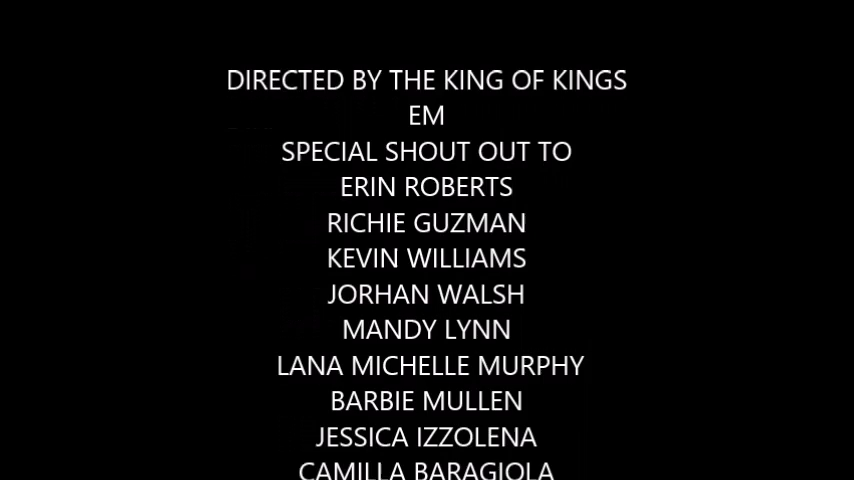 DIRECTED BY THE KING OF KINGS
EM
SPECIAL SHOUT OUT TO
ERIN ROBERTS
RICHIE GUZMAN
KEVIN WILLIAMS
JORHAN WALSH
MANDY LYNN
LANA MICHELLE MURPHY
BARBIE MULLEN
JESSICA IZZOLENA
CAMILLA BARAGIOLA